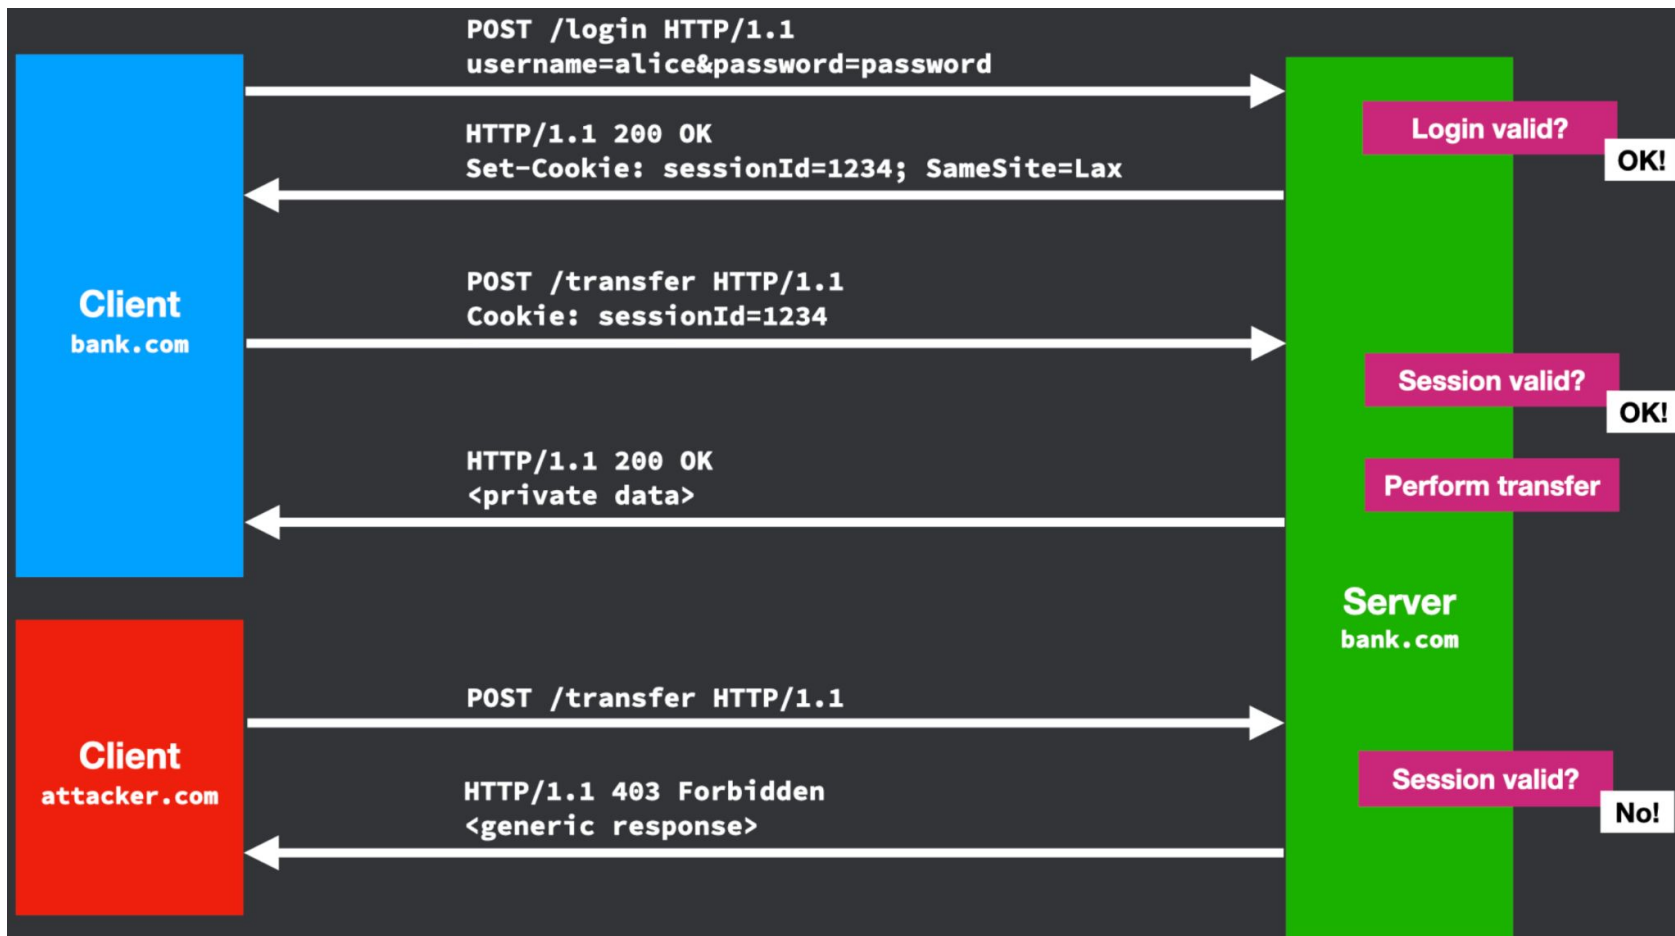 POST /login HTTP/1.1
username=alice&password=password
Login valid?
OK!
HTTP/1.1 200 OK
Set-Cookie: sessionId=1234; SameSite=Lax
Client
bank.com
POST /transfer HTTP/1.1
Cookie: sessionId=1234
Session valid?
OK!
HTTP/1.1 200 OK
<private data>
Perform transfer
Server
bank.com
Client
attacker.com
POST /transfer HTTP/1.1
Session valid?
No!
HTTP/1.1 403 Forbidden
<generic response>